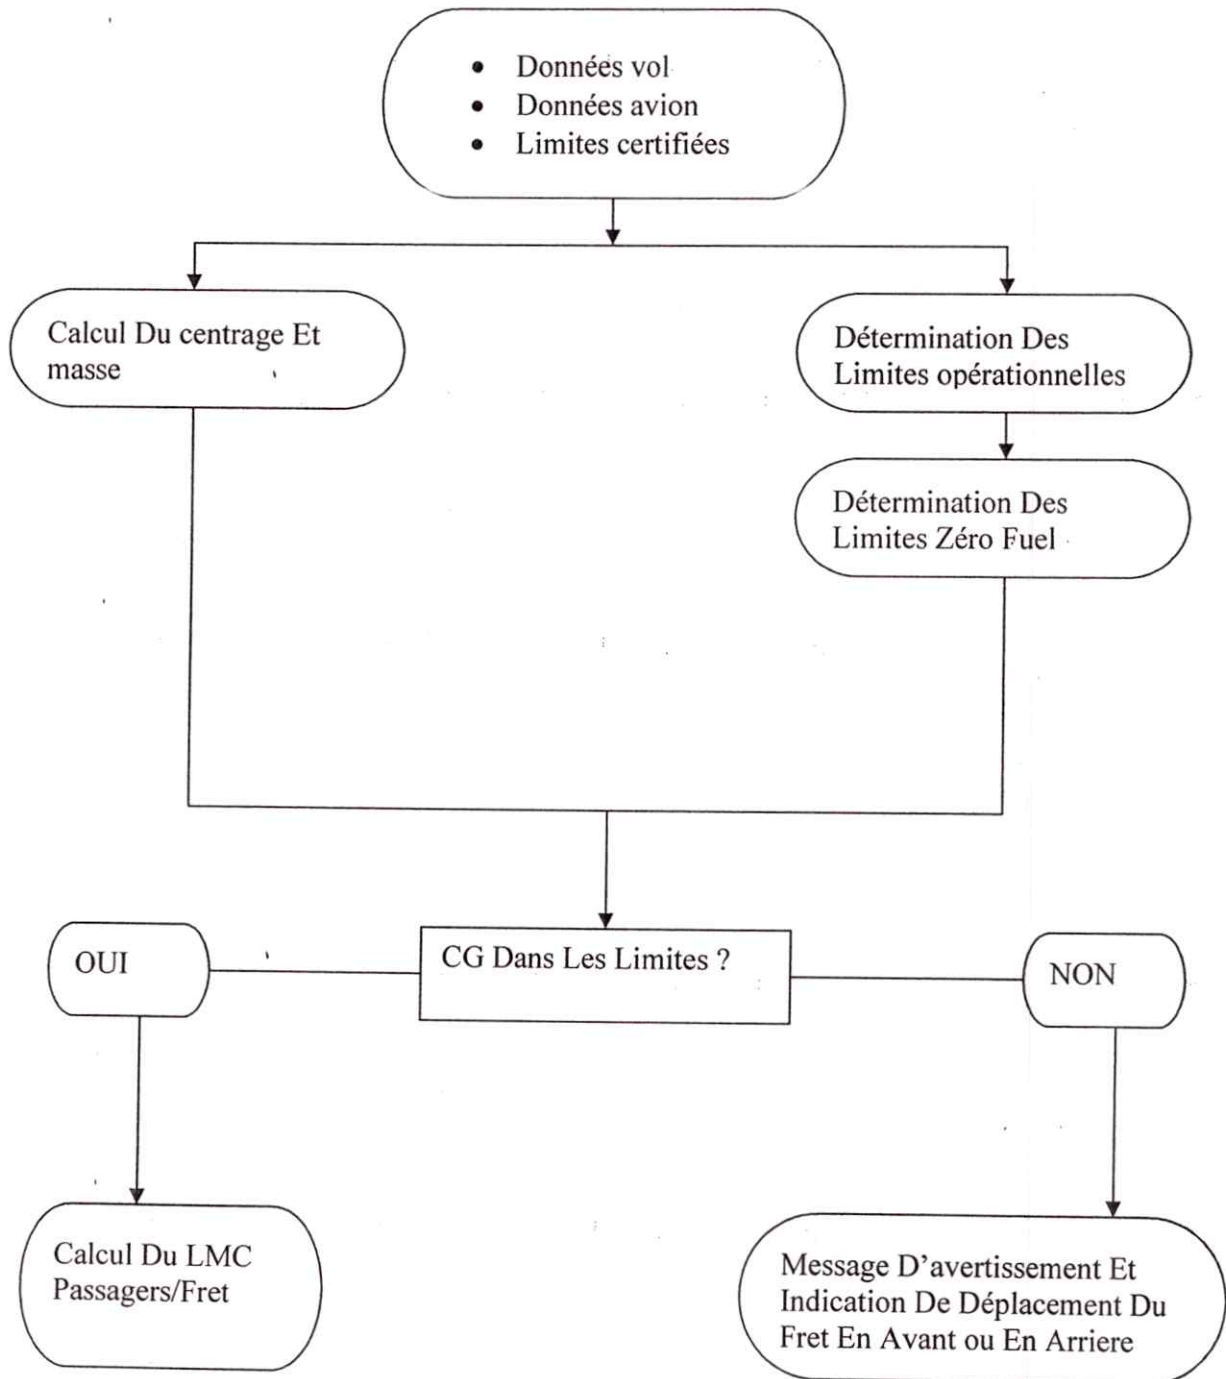 • Données vol
• Données avion
• Limites certifiées
Calcul Du centrage Et
masse
Détermination Des
Limites opérationnelles
Détermination Des
Limites Zéro Fuel
OUI
CG Dans Les Limites ?
NON
Calcul Du LMC
Passagers/Fret
Message D'avertissement Et
Indication De Déplacement Du
Fret En Avant ou En Arriere